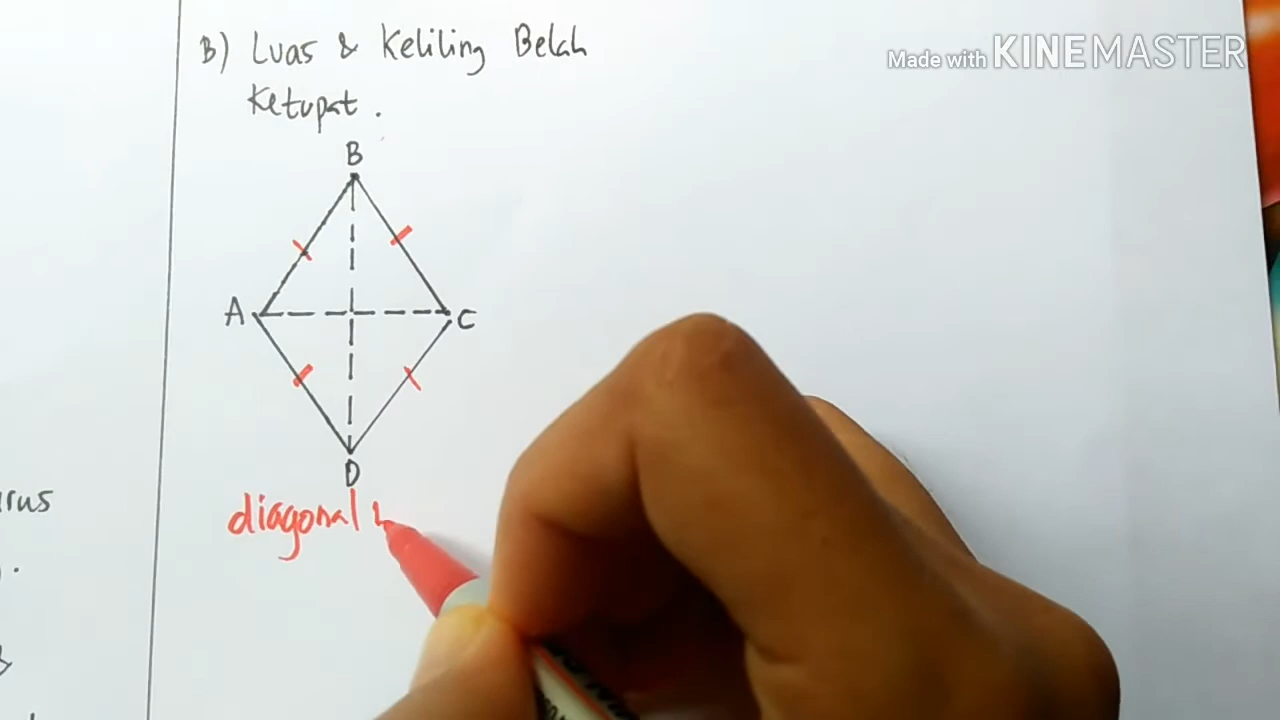 Made with KINEMASTER
B) Luas & Keliling Belah
Ketupat.
B
A
C
D
diagonal